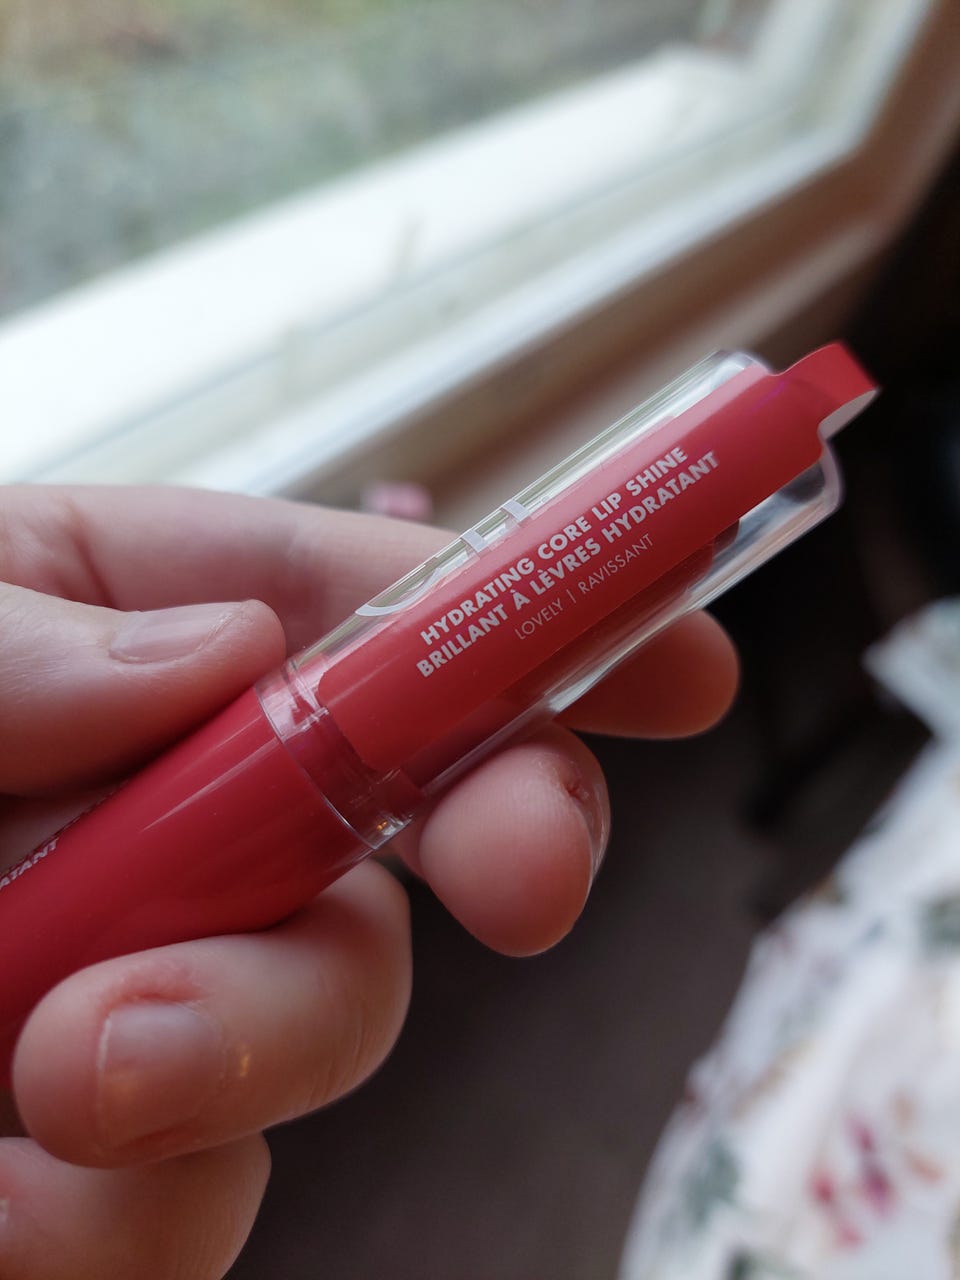 HYDRATING CORE LIP SHINE
BRILLANT À LÈVRES HYDRATANT
LOVELY | RAVISSANT